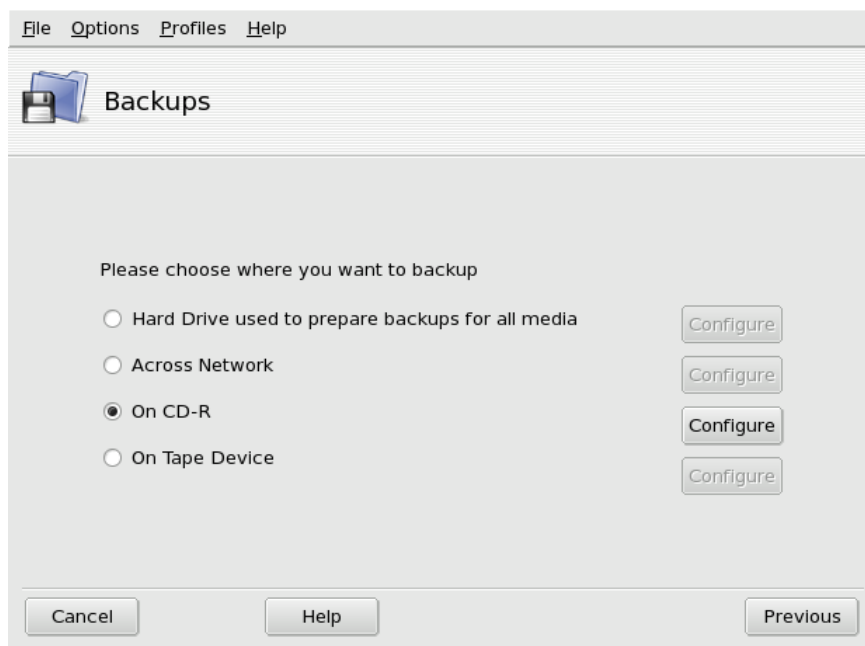 File Options Profiles Help
Backups
Please choose where you want to backup
Hard Drive used to prepare backups for all media
Configure
Across Network
Configure
On CD-R
Configure
On Tape Device
Configure
Cancel Help Previous